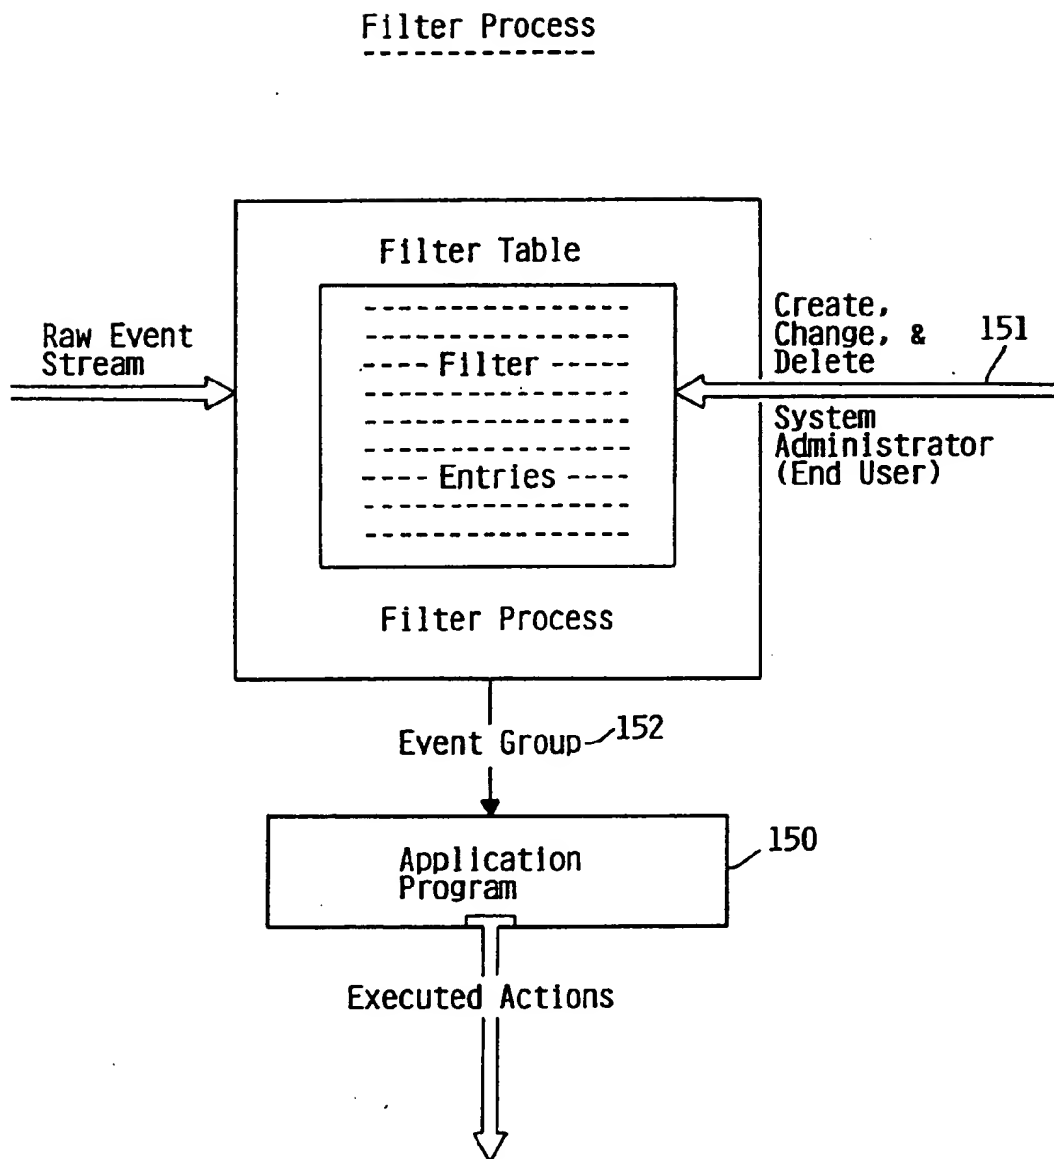 Filter Process
Filter Table
Raw Event
Stream
Filter
Entries
Create,
Change, &
Delete
151
System
Administrator
(End User)
Filter Process
Event Group
152
Application
Program
150
Executed Actions